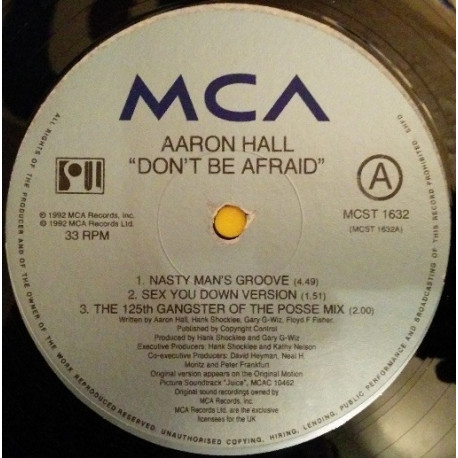 MCA
AARON HALL
"DON'T BE AFRAID"
A
℗ 1992 MCA Records, Inc.
© 1992 MCA Records Ltd.
33 RPM
MCST 1632
(MCST 1632A)
1. NASTY MAN'S GROOVE (4.49)
2. SEX YOU DOWN VERSION (1.51)
3. THE 125th GANGSTER OF THE POSSE MIX (2.00)
Written by Aaron Hall, Hank Shocklee, Gary G-Wiz, Floyd F Fisher.
Published by Copyright Control
Produced by Hank Shocklee and Gary G-Wiz
Executive Producers: Hank Shocklee and Kathy Nelson
Co-executive Producers: David Heyman, Neal H.
Moritz and Peter Frankfurt
Original version appears on the Original Motion
Picture Soundtrack "Juice", MCAC 10462
Original sound recordings owned by
MCA Records, Inc.
MCA Records Ltd. are the exclusive
licensees for the UK
ALL RIGHTS OF THE PRODUCER AND OF THE OWNER OF THE WORK REPRODUCED RESERVED. UNAUTHORISED COPYING, HIRING, LENDING, PUBLIC PERFORMANCE AND BROADCASTING OF THIS RECORD PROHIBITED